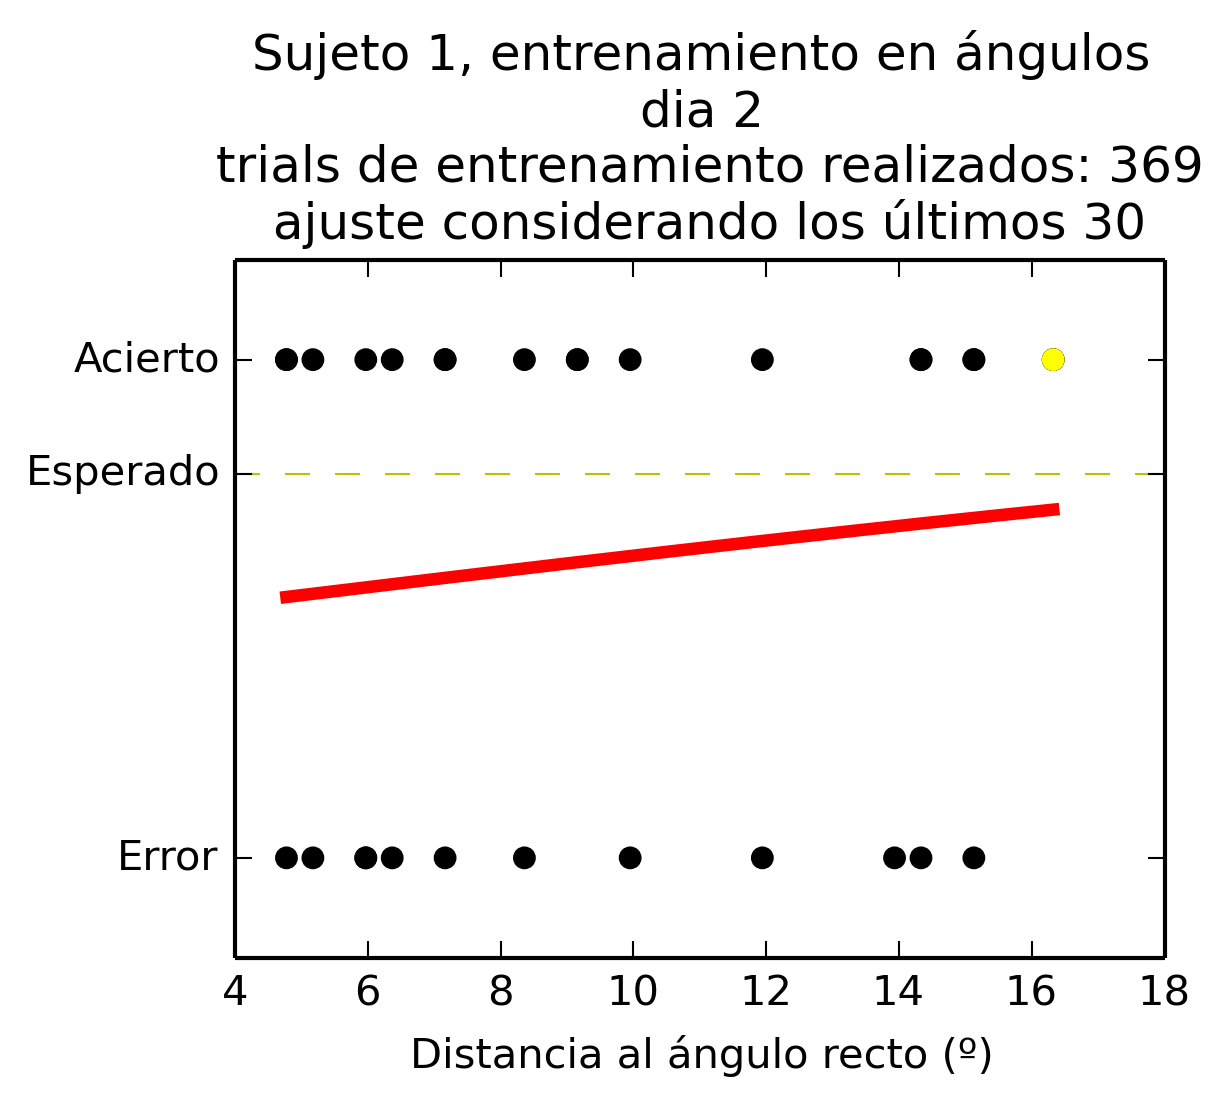 Sujeto 1, entrenamiento en ángulos
dia 2
trials de entrenamiento realizados: 369
ajuste considerando los últimos 30
Acierto
Esperado
Error
4 6 8 10 12 14 16 18
Distancia al ángulo recto (º)